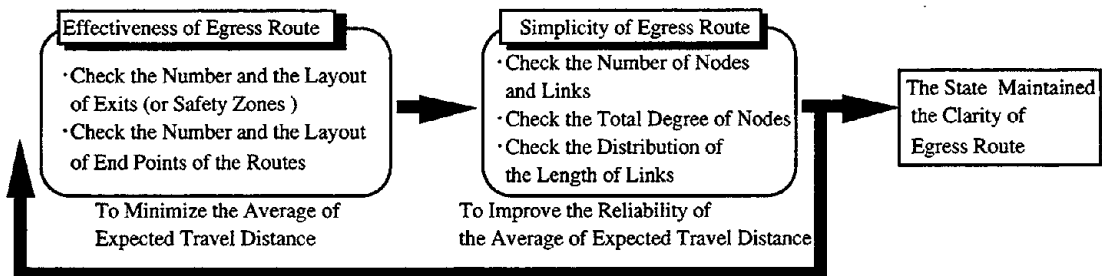 Effectiveness of Egress Route
·Check the Number and the Layout
of Exits (or Safety Zones )
·Check the Number and the Layout
of End Points of the Routes
To Minimize the Average of
Expected Travel Distance
Simplicity of Egress Route
·Check the Number of Nodes
and Links
·Check the Total Degree of Nodes
·Check the Distribution of
the Length of Links
To Improve the Reliability of
the Average of Expected Travel Distance
The State Maintained
the Clarity of
Egress Route